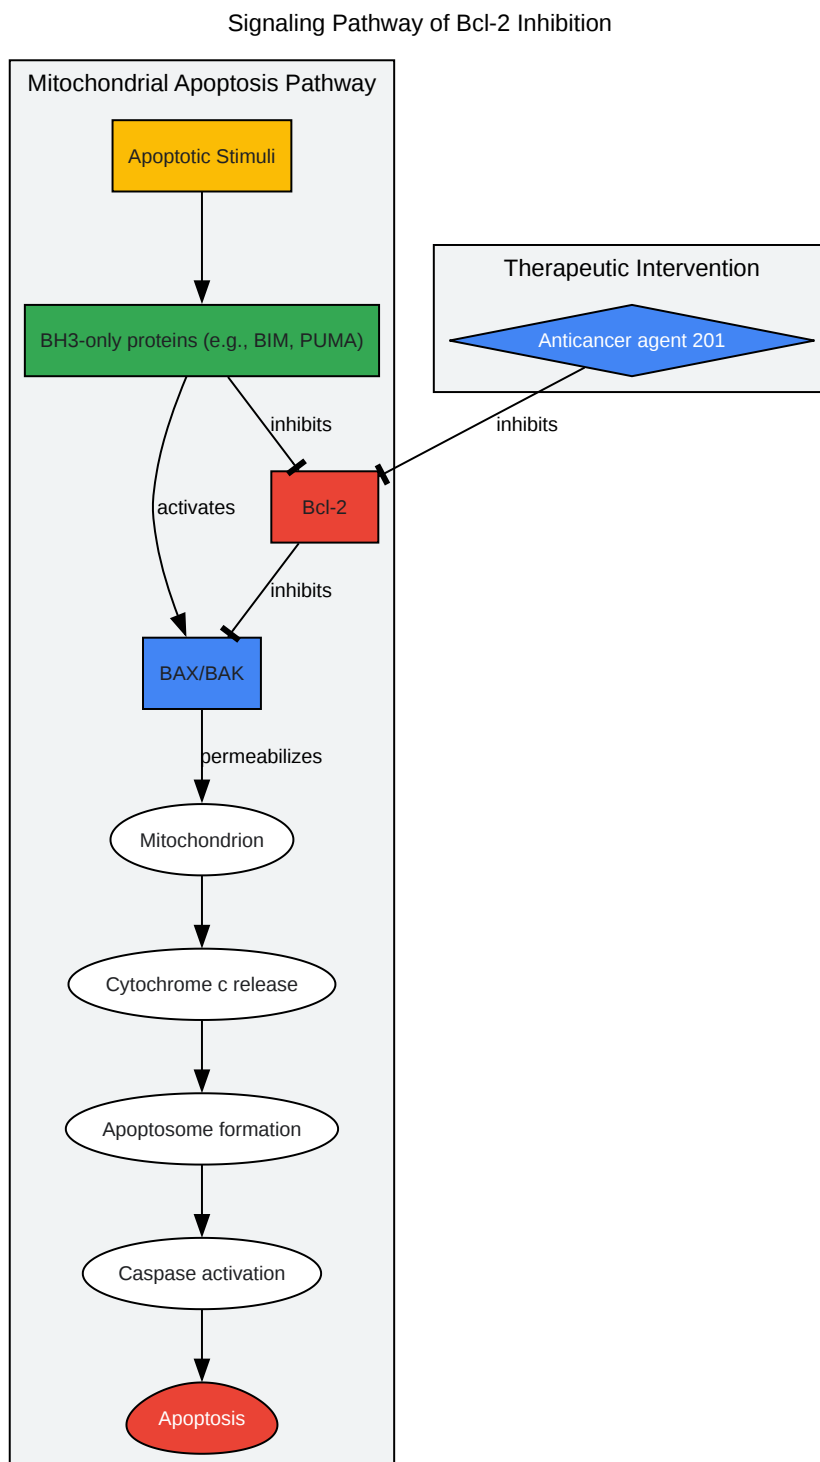 Signaling Pathway of Bcl-2 Inhibition
Mitochondrial Apoptosis Pathway
Apoptotic Stimuli
Therapeutic Intervention
BH3-only proteins (e.g., BIM, PUMA)
Anticancer agent 201
inhibits
inhibits
Bcl-2
activates
inhibits
BAX/BAK
permeabilizes
Mitochondrion
Cytochrome c release
Apoptosome formation
Caspase activation
Apoptosis